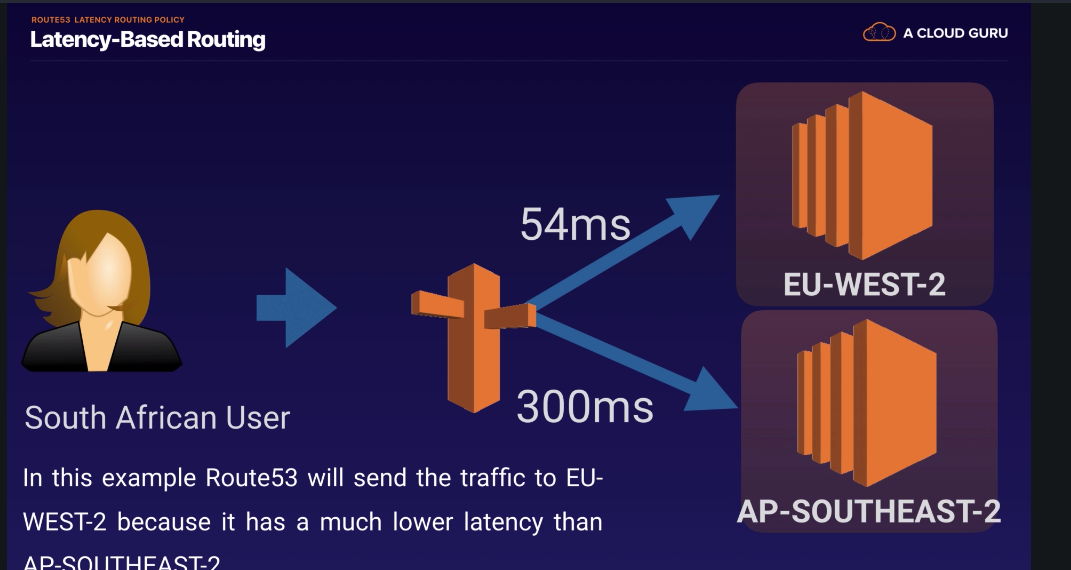 ROUTE53 LATENCY ROUTING POLICY
Latency-Based Routing
A CLOUD GURU
54ms
EU-WEST-2
300ms
South African User
In this example Route53 will send the traffic to EU-
WEST-2 because it has a much lower latency than
AP-SOUTHEAST-2
AP-SOUTHEAST-2